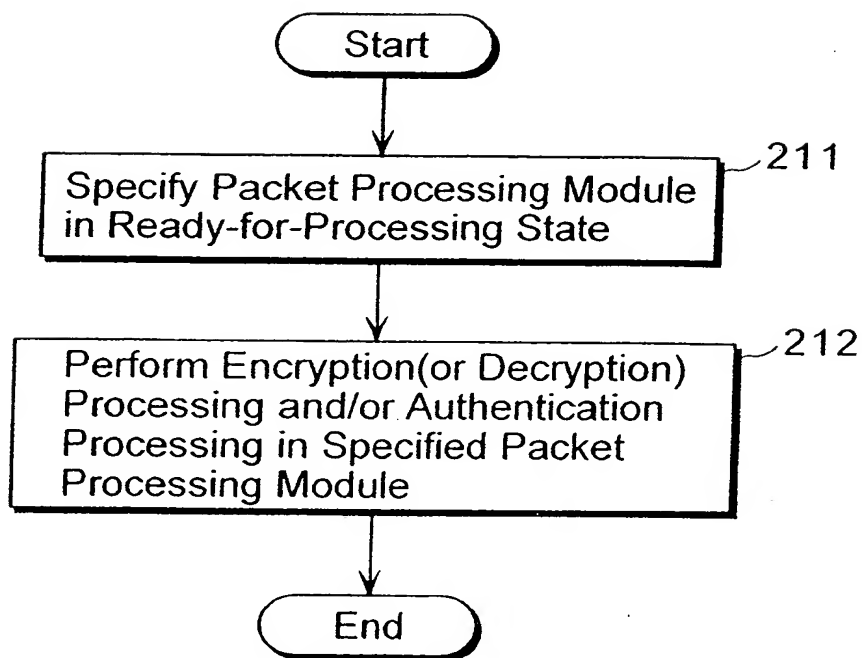 Start
211
Specify Packet Processing Module
in Ready-for-Processing State
212
Perform Encryption(or Decryption)
Processing and/or Authentication
Processing in Specified Packet
Processing Module
End